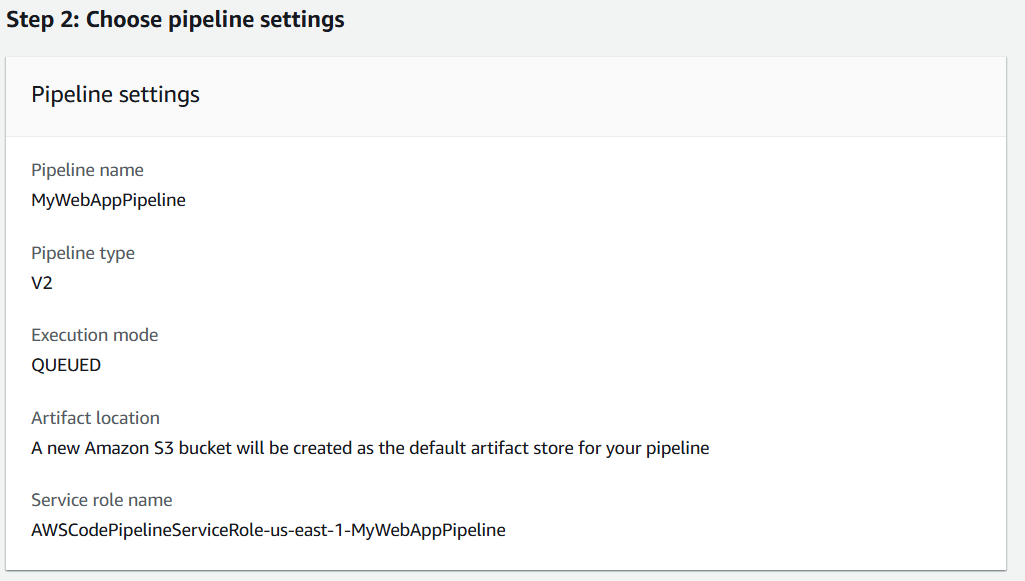 Step 2: Choose pipeline settings
Pipeline settings
Pipeline name
MyWebAppPipeline
Pipeline type
V2
Execution mode
QUEUED
Artifact location
A new Amazon S3 bucket will be created as the default artifact store for your pipeline
Service role name
AWSCodePipelineServiceRole-us-east-1-MyWebAppPipeline